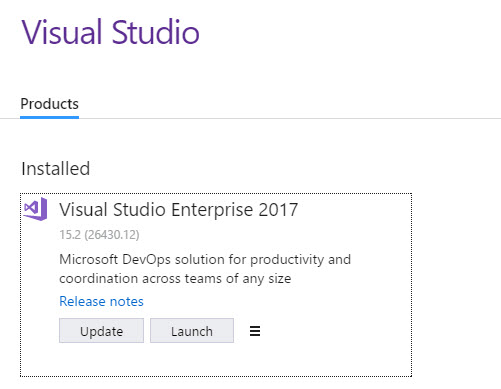 Visual Studio
Products
Installed
Visual Studio Enterprise 2017
15.2 (26430.12)
Microsoft DevOps solution for productivity and
coordination across teams of any size
Release notes
Update Launch